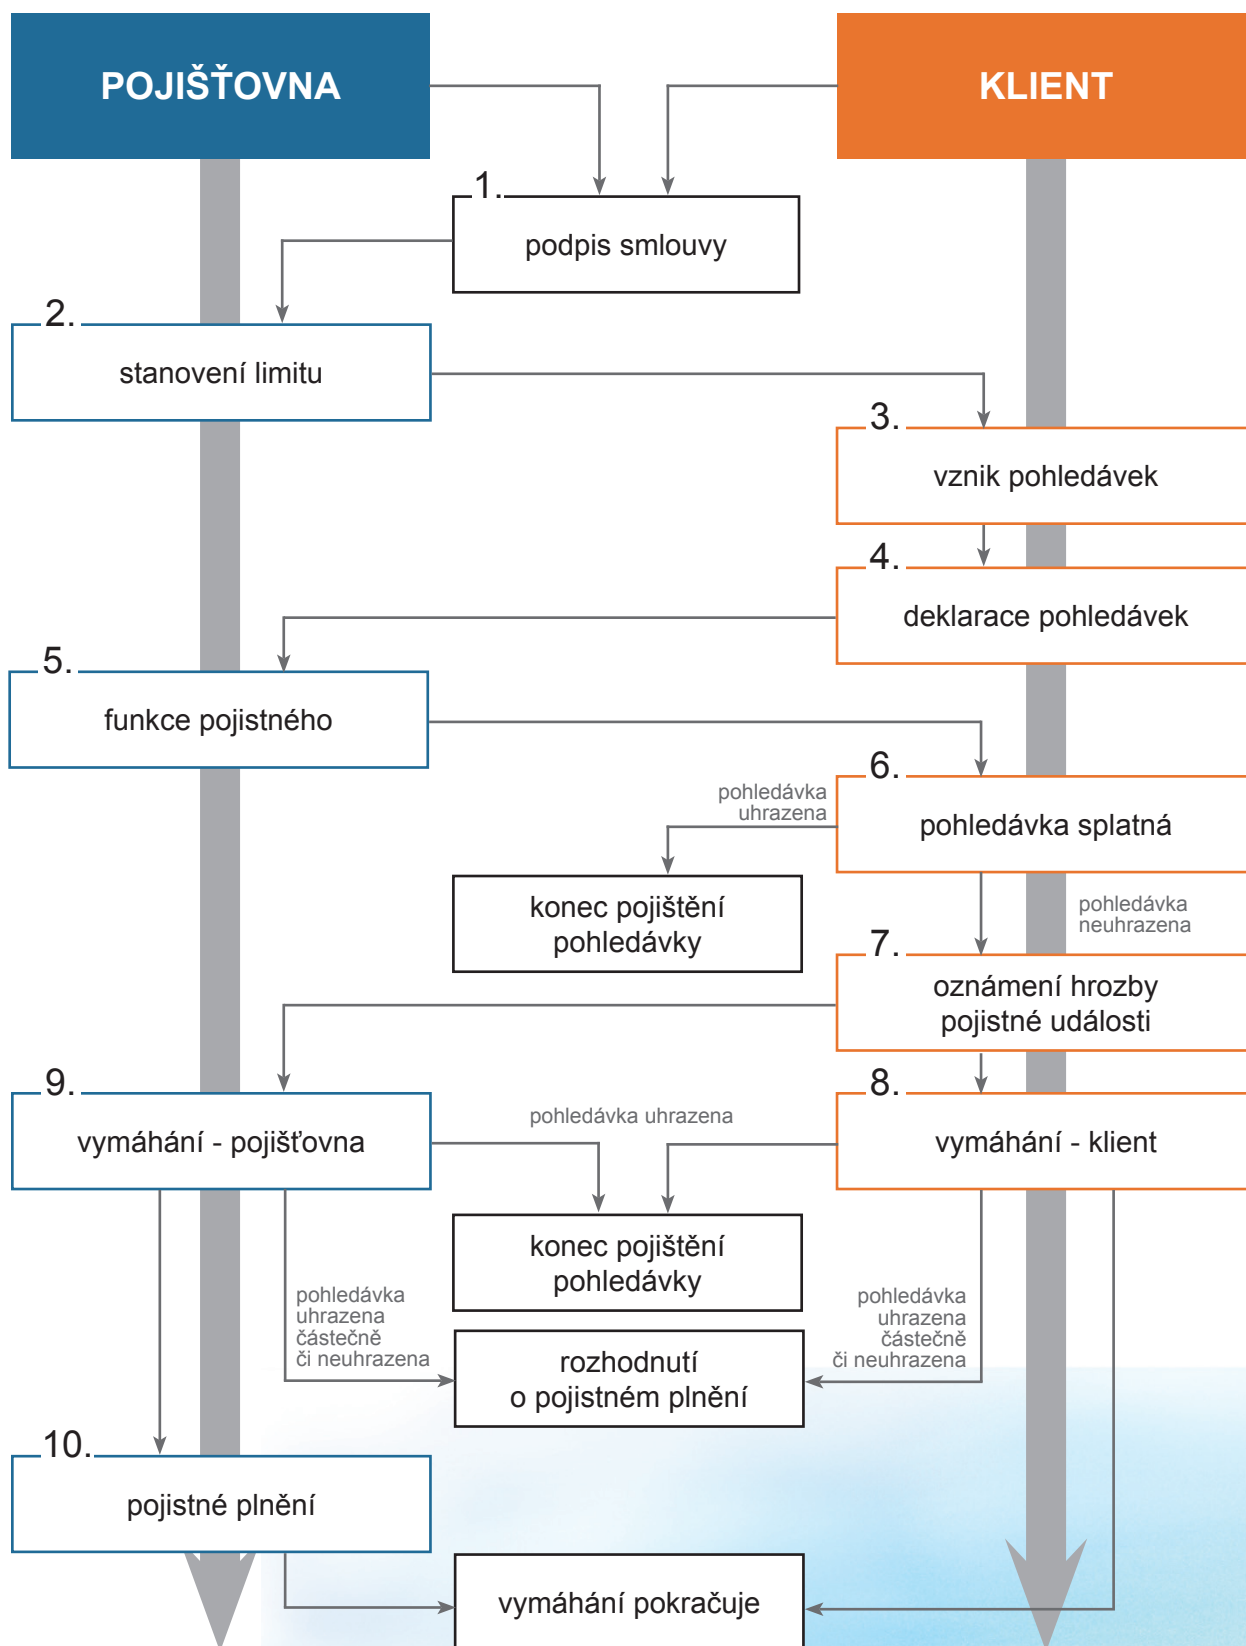 POJIŠŤOVNA
KLIENT
1.
podpis smlouvy
2.
stanovení limitu
3.
vznik pohledávek
4.
deklarace pohledávek
5.
funkce pojistného
6.
pohledávka splatná
pohledávka
uhrazena
konec pojištění
pohledávky
pohledávka
neuhrazena
7.
oznámení hrozby
pojistné události
9.
vymáhání - pojišťovna
8.
vymáhání - klient
pohledávka uhrazena
konec pojištění
pohledávky
pohledávka
uhrazena
částečně
či neuhrazena
pohledávka
uhrazena
částečně
či neuhrazena
rozhodnutí
o pojistném plnění
10.
pojistné plnění
vymáhání pokračuje